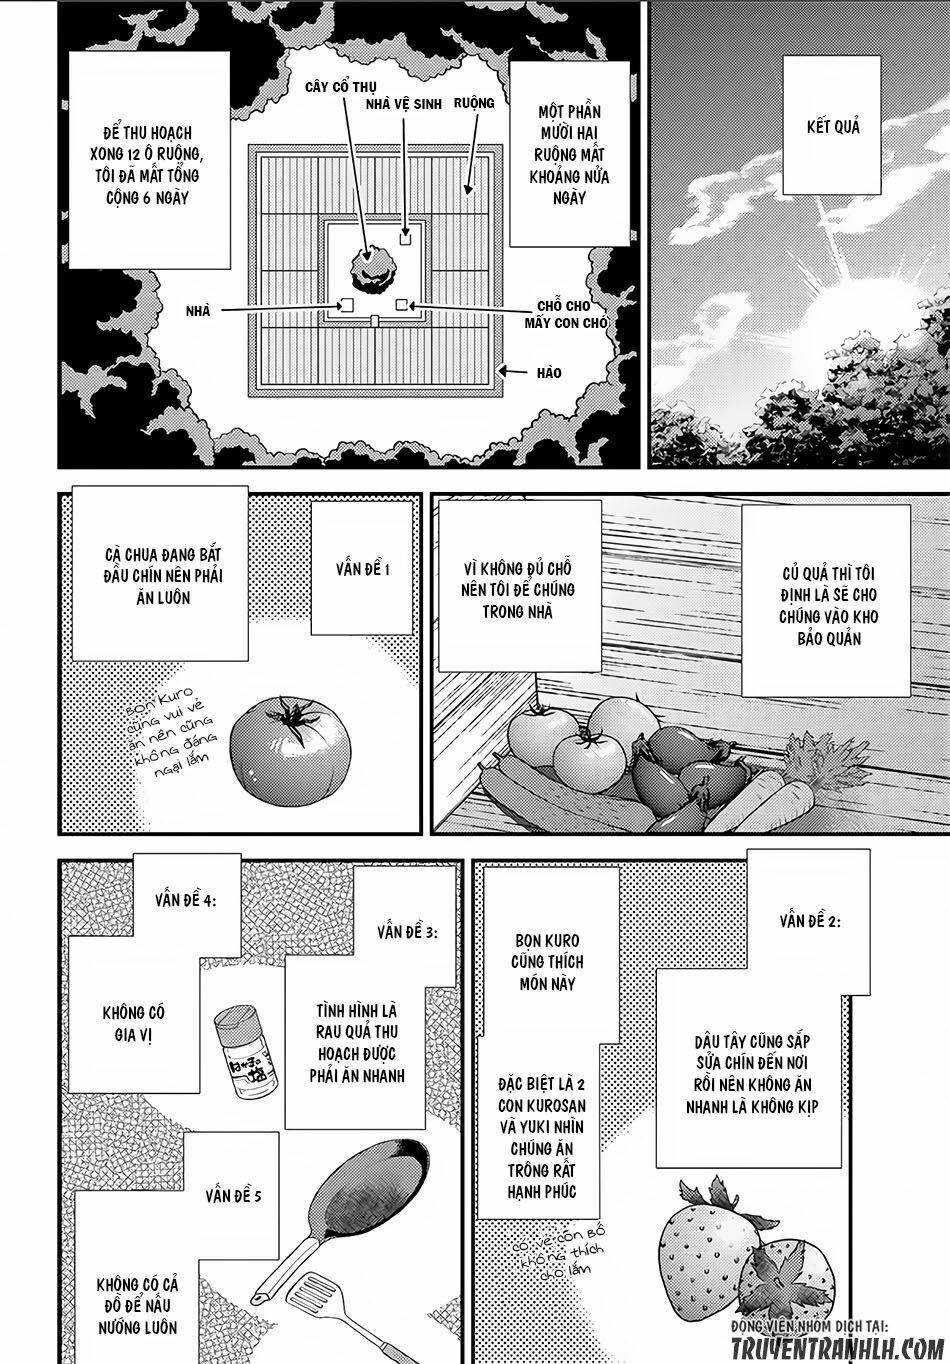 KẾT QUẢ
MỘT PHẦN
MƯỜI HAI
RUỘNG MẤT
KHOẢNG NỬA
NGÀY
CÂY CỔ THỤ
NHÀ VỆ SINH
RUỘNG
NHÀ
CHỖ CHO
MẤY CON CHÓ
HÀO
ĐỂ THU HOẠCH
XONG 12 Ô RUỘNG,
TÔI ĐÃ MẤT TỔNG
CỘNG 6 NGÀY
CỦ QUẢ THÌ TÔI
ĐỊNH LÀ SẼ CHO
CHÚNG VÀO KHO
BẢO QUẢN
VÌ KHÔNG ĐỦ CHỖ
NÊN TÔI ĐỂ CHÚNG
TRONG NHÀ
VẤN ĐỀ 1
CÀ CHUA ĐANG BẮT
ĐẦU CHÍN NÊN PHẢI
ĂN LUÔN
Bọn Kuro
cũng vui vẻ
ăn nên cũng
không đáng
ngại lắm
VẤN ĐỀ 2:
DÂU TÂY CŨNG SẮP
SỬA CHÍN ĐẾN NƠI
RỒI NÊN KHÔNG ĂN
NHANH LÀ KHÔNG KỊP
BỌN KURO
CŨNG THÍCH
MÓN NÀY
ĐẶC BIỆT LÀ 2
CON KUROSAN
VÀ YUKI NHÌN
CHÚNG ĂN
TRÔNG RẤT
HẠNH PHÚC
Có vẻ còn bố
không thích
cho lắm
VẤN ĐỀ 3:
TÌNH HÌNH LÀ
RAU QUẢ THU
HOẠCH ĐƯỢC
PHẢI ĂN NHANH
VẤN ĐỀ 4:
KHÔNG CÓ
GIA VỊ
VẤN ĐỀ 5
KHÔNG CÓ CẢ
ĐỒ ĐỂ NẤU
NƯỚNG LUÔN
ĐỘNG VIÊN NHÓM DỊCH TẠI:
TRUYENTRANHLH.COM